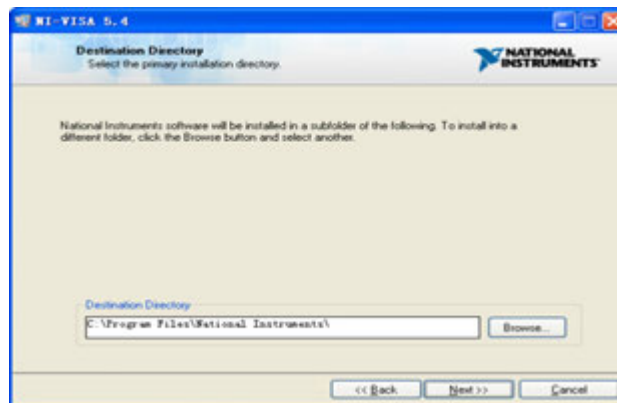 NI-VISA 5.4
Destination Directory
Select the primary installation directory.
NATIONAL
INSTRUMENTS
National Instruments software will be installed in a subfolder of the following. To install into a
different folder, click the Browse button and select another.
Destination Directory
C:\Program Files\National Instruments\
Browse...
<< Back
Next >>
Cancel